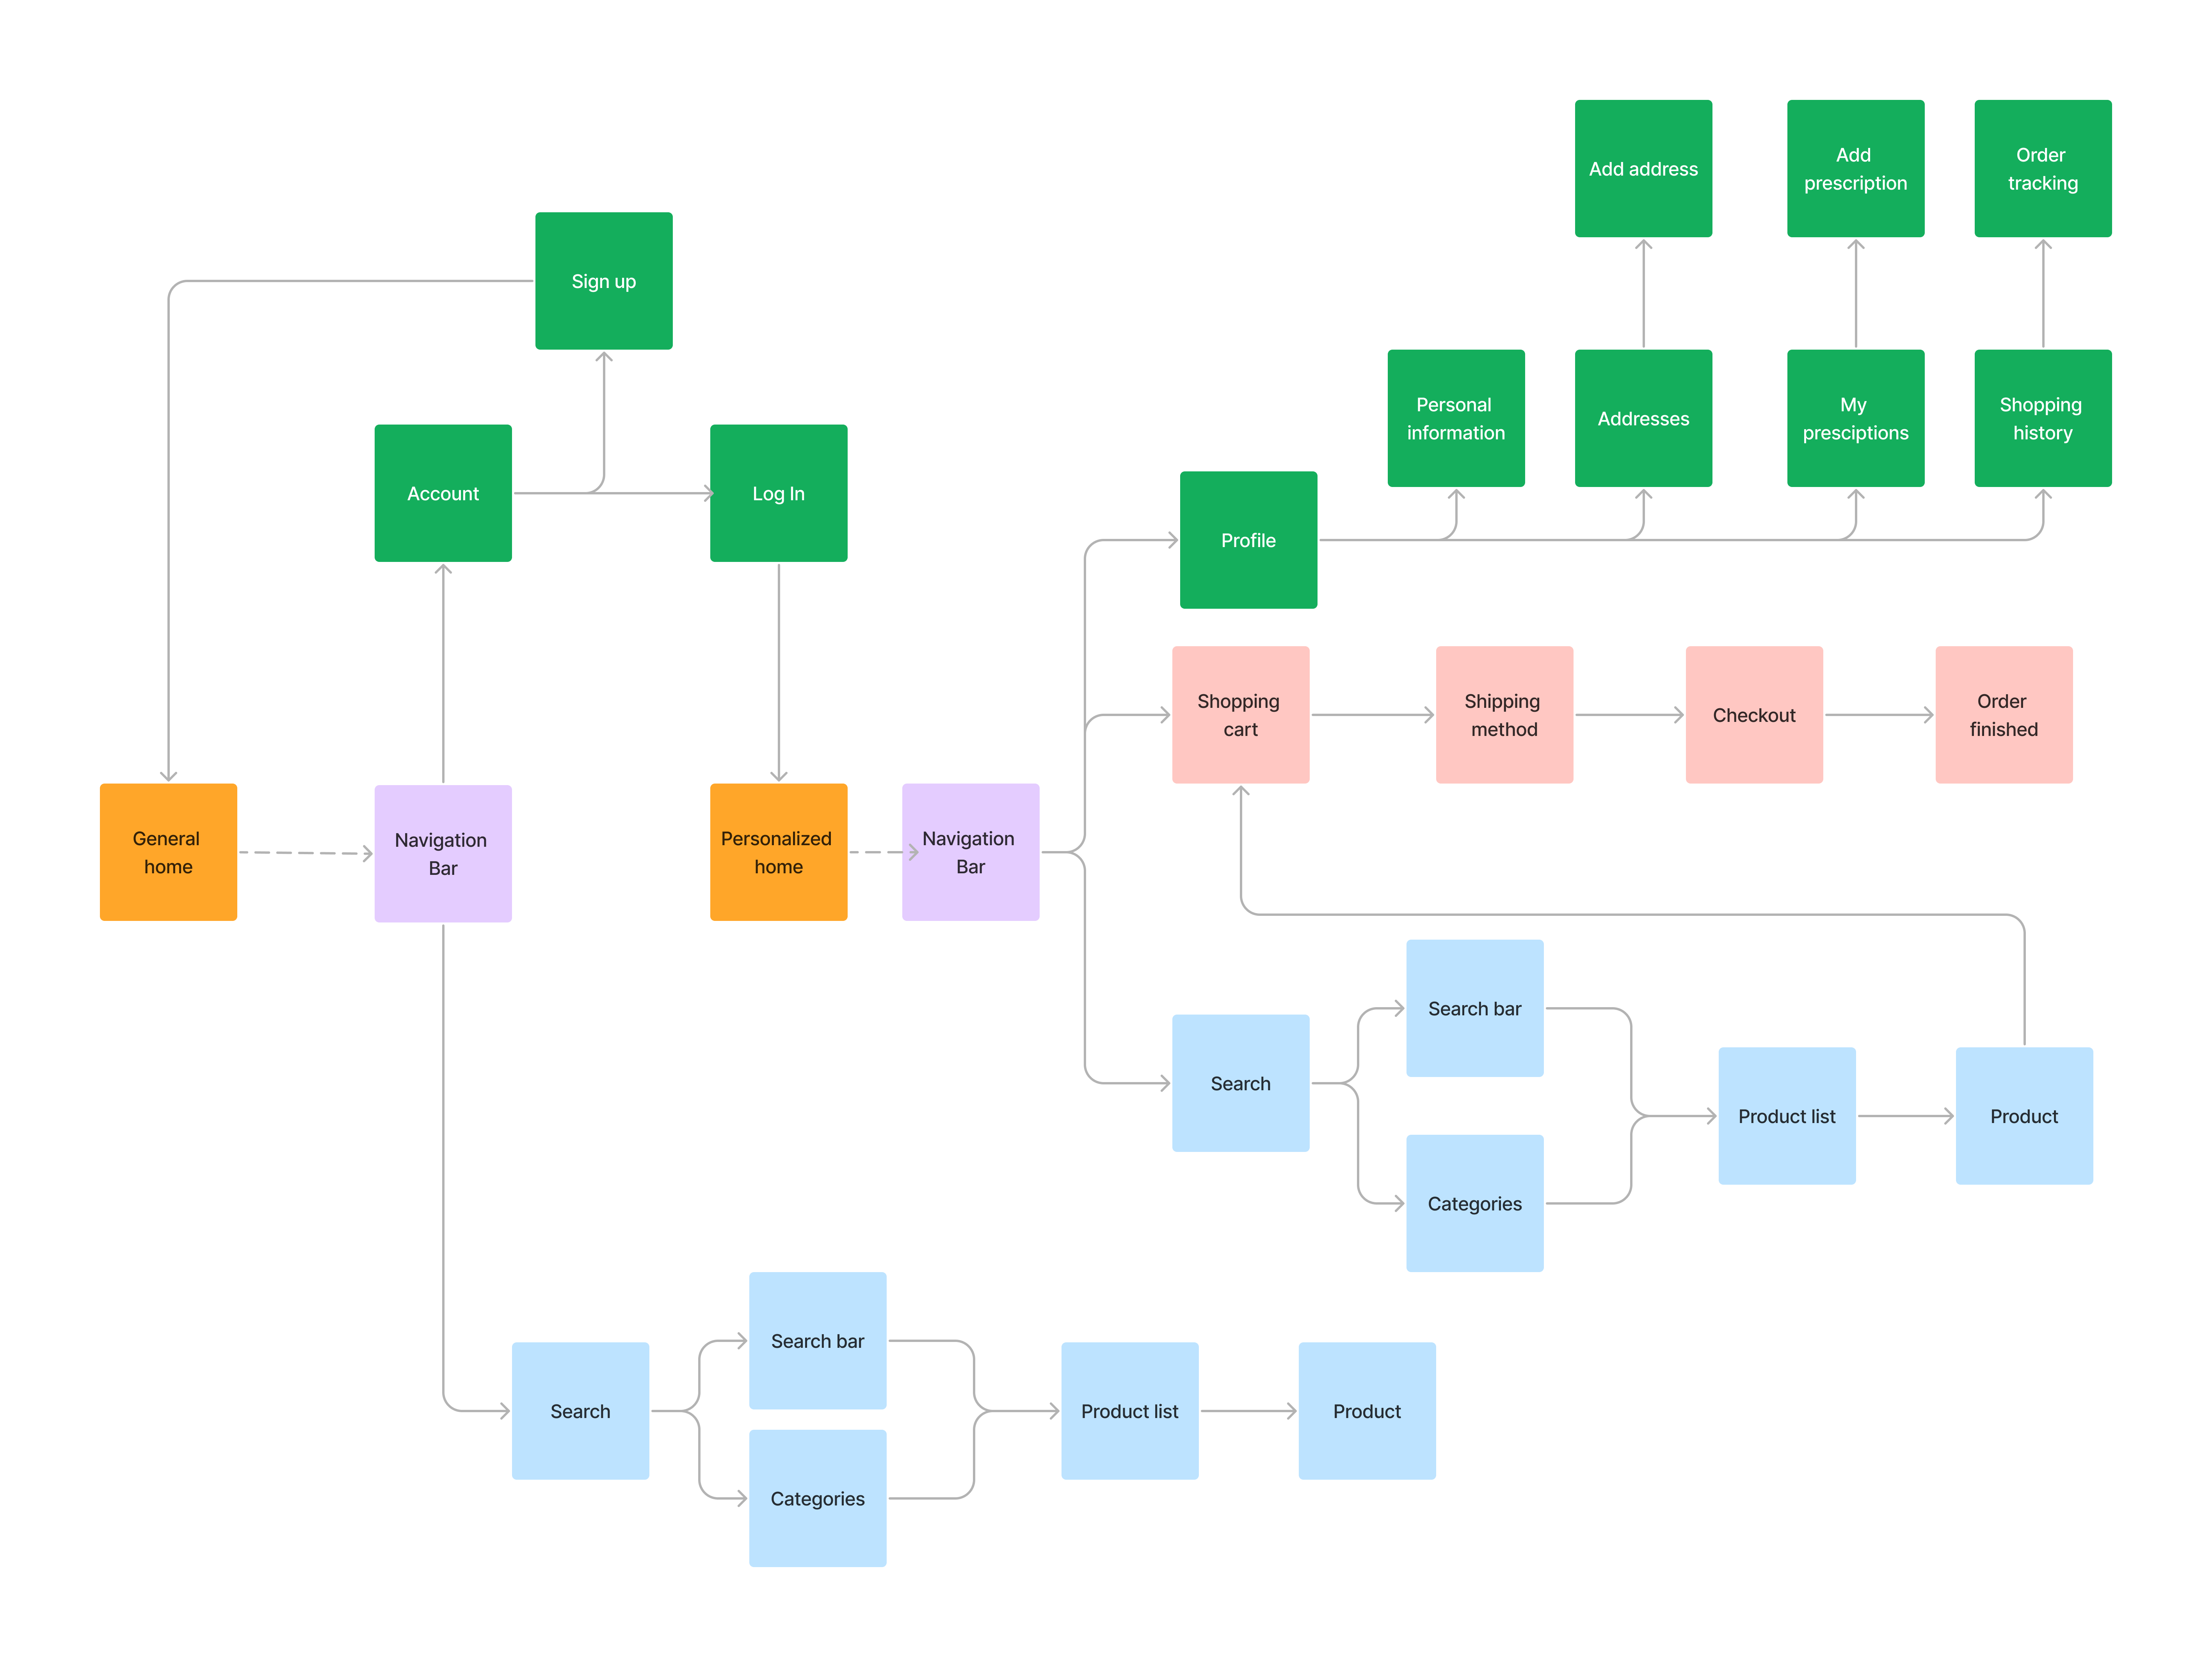 Add address
Add
prescription
Order
tracking
Sign up
Personal
information
Addresses
My
presciptions
Shopping
history
Account
Log In
Profile
Shopping
cart
Shipping
method
Checkout
Order
finished
General
home
Navigation
Bar
Personalized
home
Navigation
Bar
Search bar
Search
Product list
Product
Categories
Search bar
Search
Product list
Product
Categories